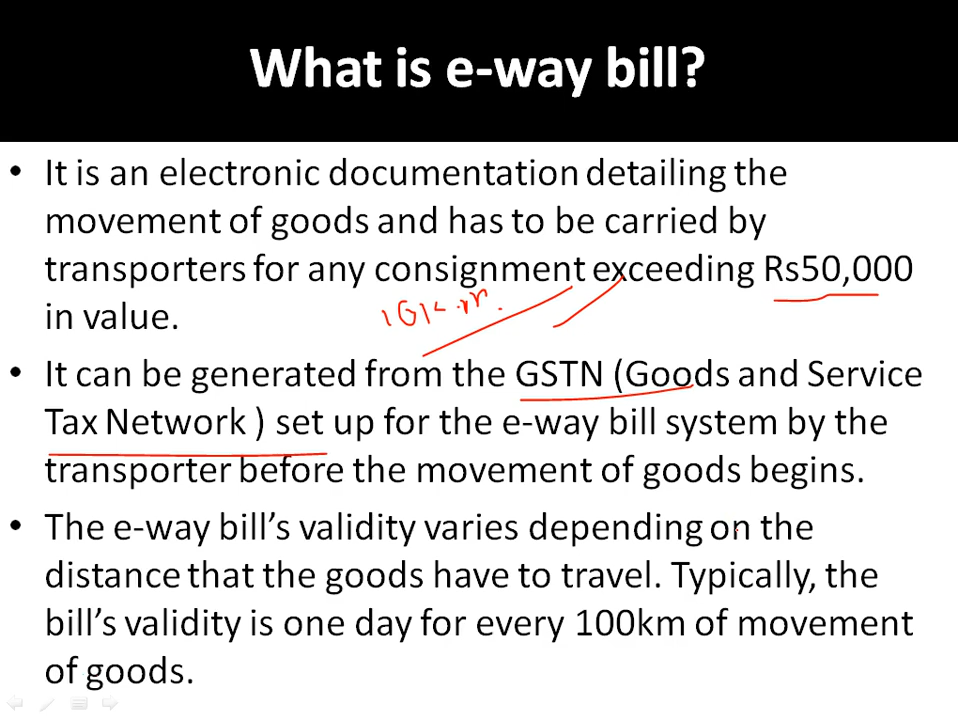 What is e-way bill?
• It is an electronic documentation detailing the
movement of goods and has to be carried by
transporters for any consignment exceeding Rs50,000
in value.
• It can be generated from the GSTN (Goods and Service
Tax Network ) set up for the e-way bill system by the
transporter before the movement of goods begins.
• The e-way bill's validity varies depending on the
distance that the goods have to travel. Typically, the
bill's validity is one day for every 100km of movement
of goods.